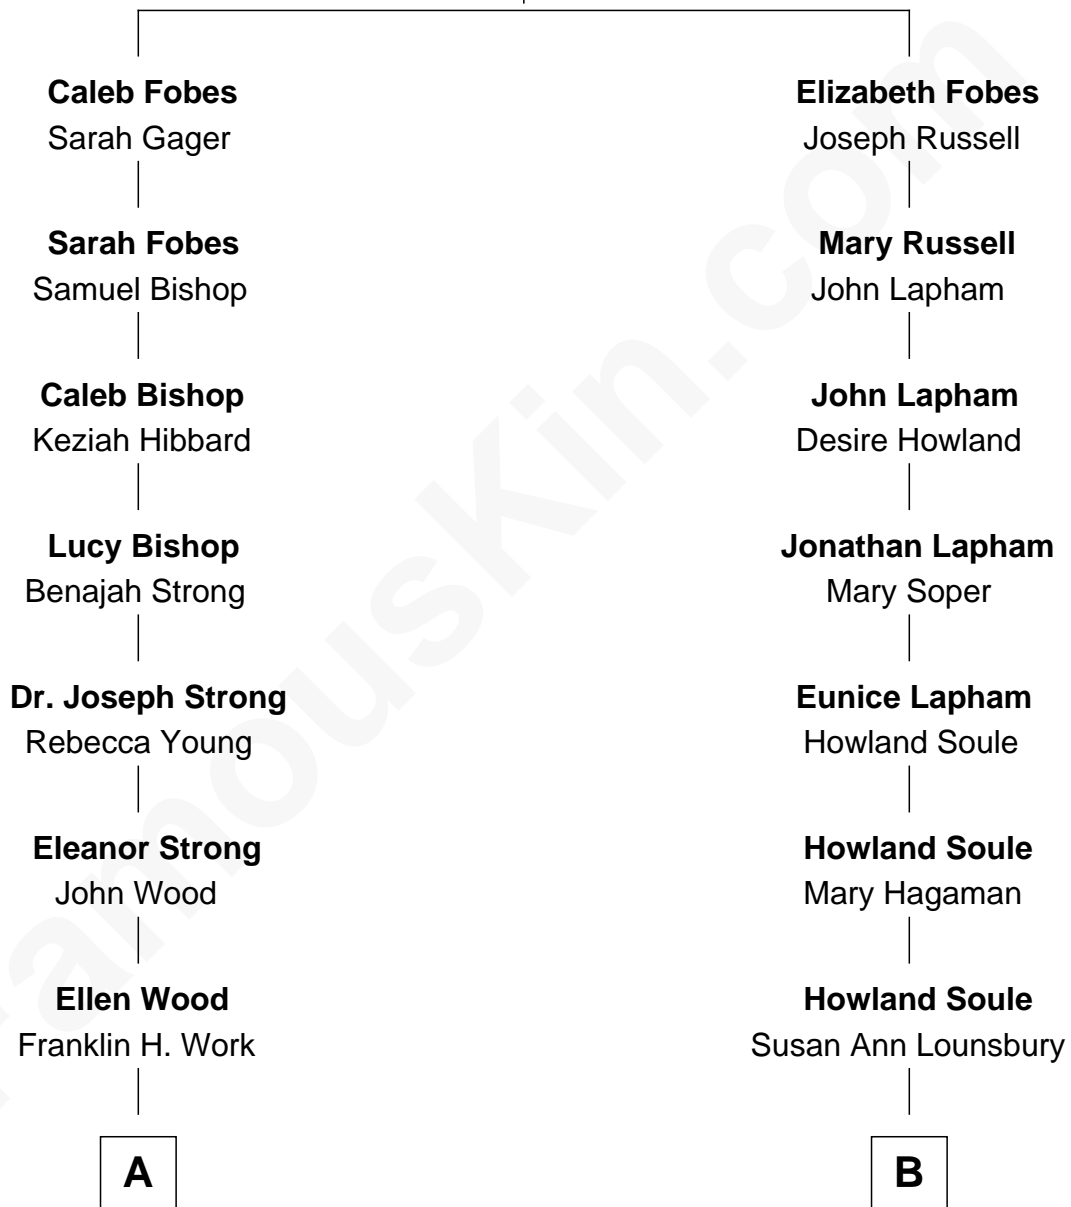 Caleb Fobes
Sarah Gager
Elizabeth Fobes
Joseph Russell
Sarah Fobes
Samuel Bishop
Mary Russell
John Lapham
Caleb Bishop
Keziah Hibbard
John Lapham
Desire Howland
Lucy Bishop
Benajah Strong
Jonathan Lapham
Mary Soper
Dr. Joseph Strong
Rebecca Young
Eunice Lapham
Howland Soule
Eleanor Strong
John Wood
Howland Soule
Mary Hagaman
Ellen Wood
Franklin H. Work
Howland Soule
Susan Ann Lounsbury
A
B
FamousKin.com